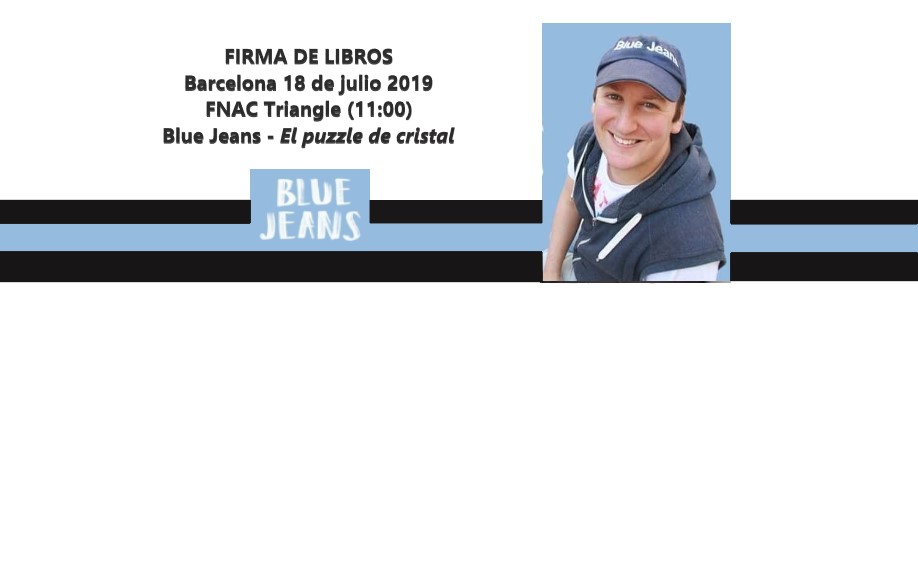 FIRMA DE LIBROS
Barcelona 18 de julio 2019
FNAC Triangle (11:00)
Blue Jeans - El puzzle de cristal
BLUE
JEANS
Blue Jeans